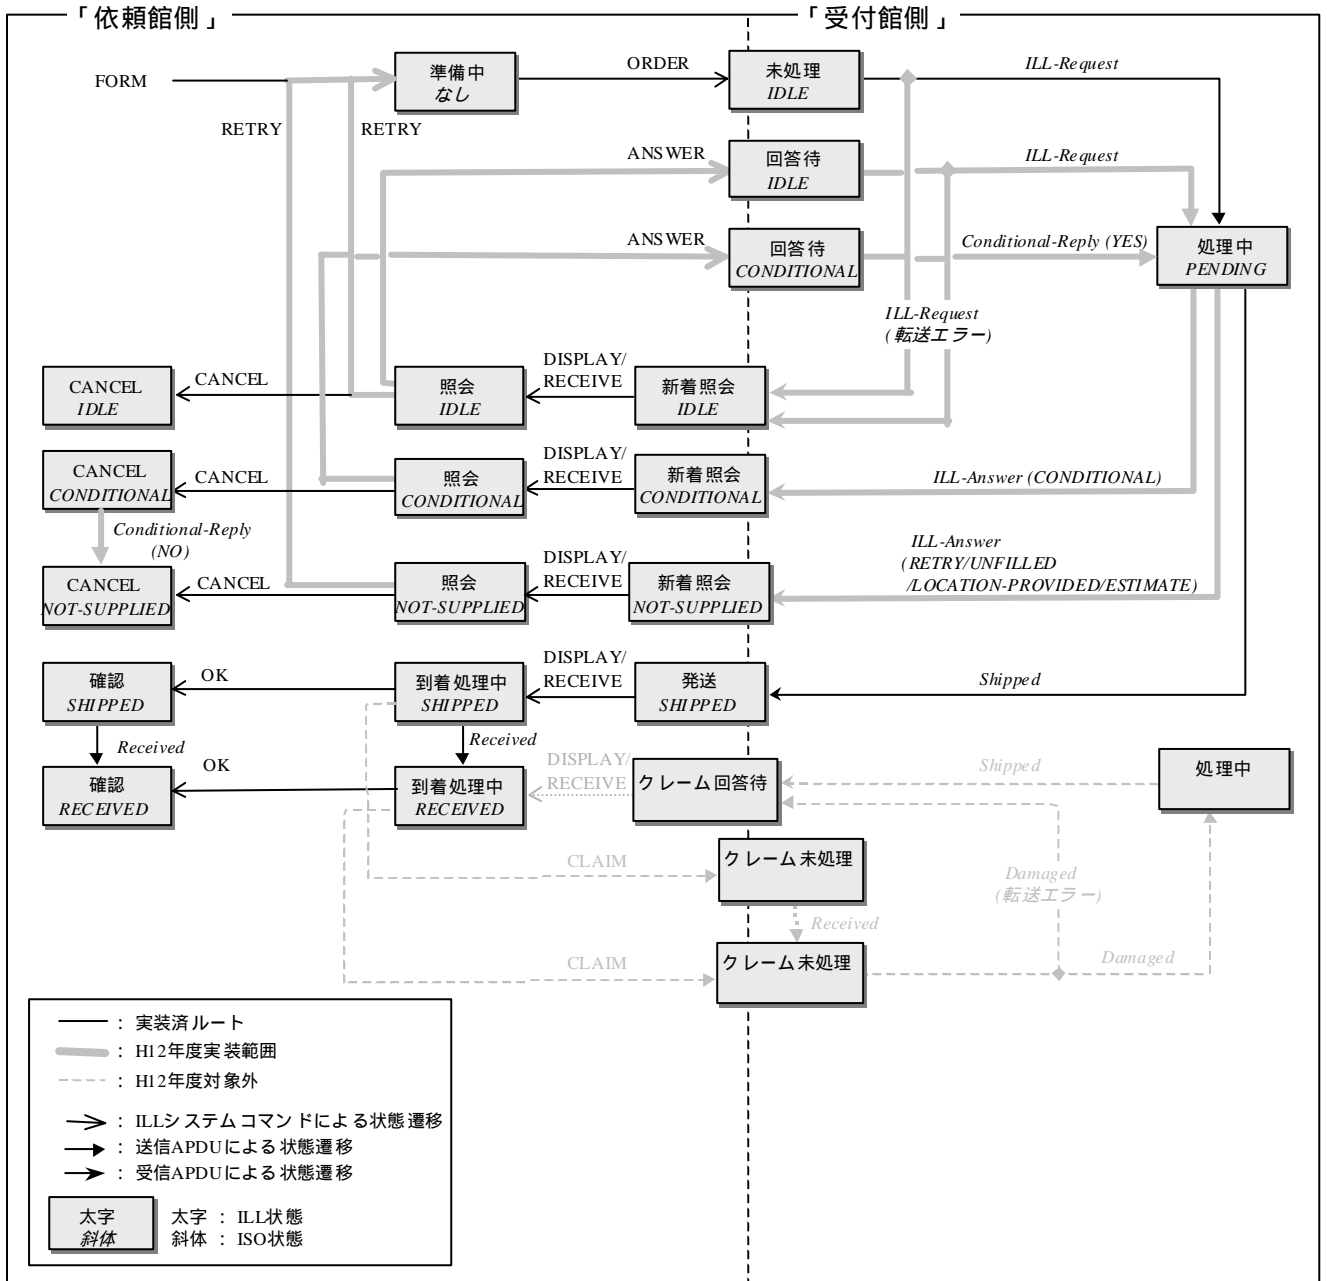 「依頼館側」
「受付館側」
FORM
準備中
なし
ORDER
未処理
IDLE
ILL-Request
RETRY
RETRY
ANSWER
回答待
IDLE
ILL-Request
ANSWER
回答待
CONDITIONAL
Conditional-Reply (YES)
処理中
PENDING
ILL-Request
(転送エラー)
CANCEL
IDLE
CANCEL
照会
IDLE
DISPLAY/
RECEIVE
新着照会
IDLE
CANCEL
CONDITIONAL
CANCEL
照会
CONDITIONAL
DISPLAY/
RECEIVE
新着照会
CONDITIONAL
ILL-Answer (CONDITIONAL)
Conditional-Reply
(NO)
CANCEL
NOT-SUPPLIED
CANCEL
照会
NOT-SUPPLIED
DISPLAY/
RECEIVE
新着照会
NOT-SUPPLIED
ILL-Answer
(RETRY/UNFILLED
/LOCATION-PROVIDED/ESTIMATE)
確認
SHIPPED
OK
到着処理中
SHIPPED
DISPLAY/
RECEIVE
発送
SHIPPED
Shipped
Received
Received
確認
RECEIVED
OK
到着処理中
RECEIVED
DISPLAY/
RECEIVE
クレーム回答待
Shipped
処理中
CLAIM
クレーム未処理
Damaged
(転送エラー)
Received
CLAIM
クレーム未処理
Damaged
： 実装済ルート
： H12年度実装範囲
： H12年度対象外
： ILLシステムコマンドによる状態遷移
： 送信APDUによる状態遷移
： 受信APDUによる状態遷移
太字
斜体
太字 ： ILL状態
斜体 ： ISO状態